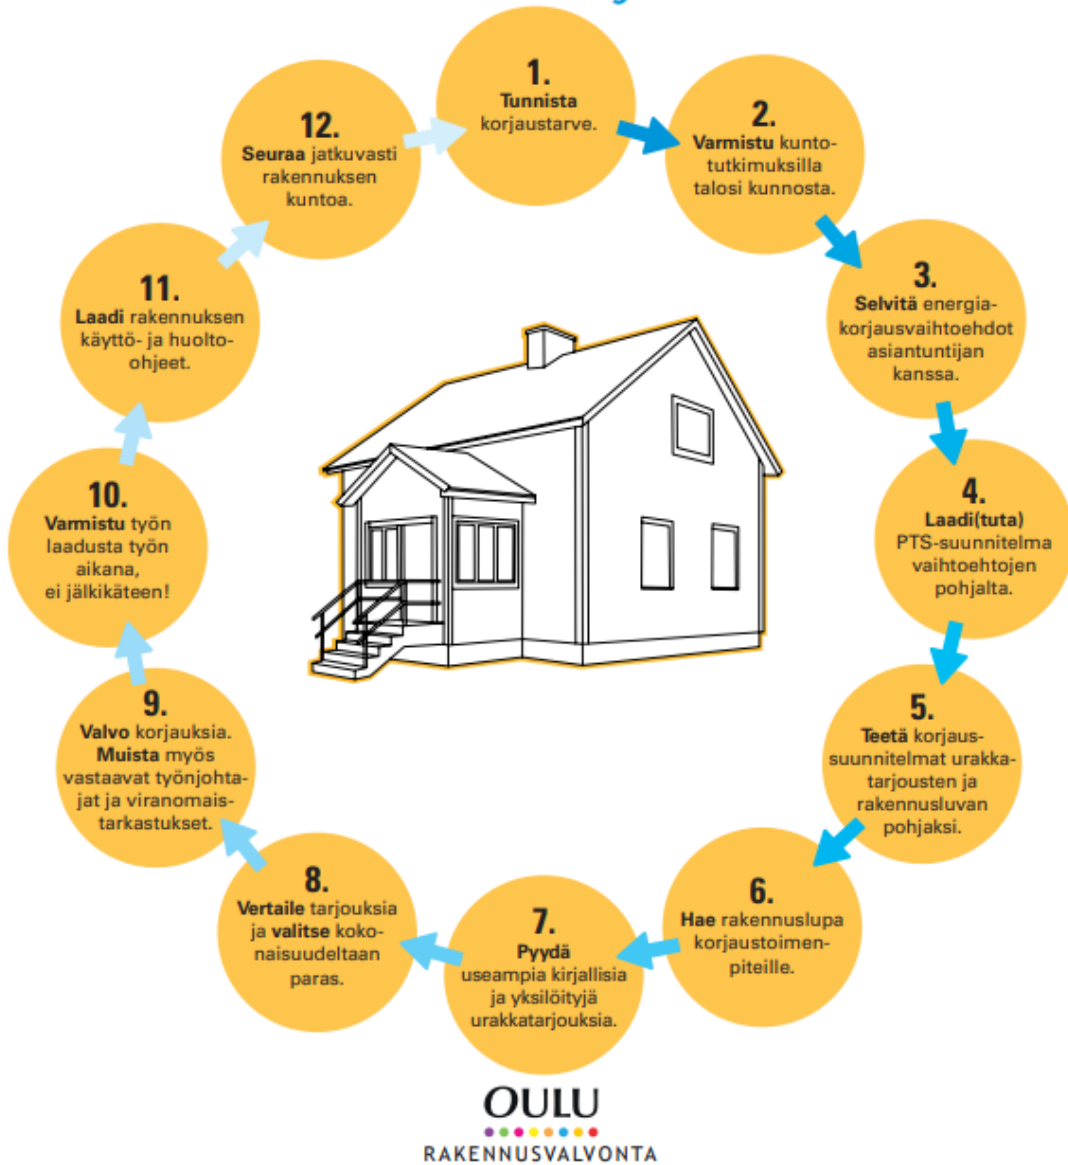 1.
Tunnista
korjaustarve.
2.
Varmistu kunto-
tutkimuksilla
talosi kunnosta.
3.
Selvitä energia-
korjausvaihtoehdot
asiantuntijan
kanssa.
4.
Laadi(tuta)
PTS-suunnitelma
vaihtoehtojen
pohjalta.
5.
Teetä korjaus-
suunnitelmat urakka-
tarjousten ja
rakennusluvan
pohjaksi.
6.
Hae rakennuslupa
korjaustoimen-
piteille.
7.
Pyydä
useampia kirjallisia
ja yksilöityjä
urakkatarjouksia.
8.
Vertaile tarjouksia
ja valitse koko-
naisuudeltaan
paras.
9.
Valvo korjauksia.
Muista myös
vastaavat työnjohta-
jat ja viranomais-
tarkastukset.
10.
Varmistu työn
laadusta työn
aikana,
ei jälkikäteen!
11.
Laadi rakennuksen
käyttö- ja huolto-
ohjeet.
12.
Seuraa jatkuvasti
rakennuksen
kuntoa.
OULU
RAKENNUSVALVONTA